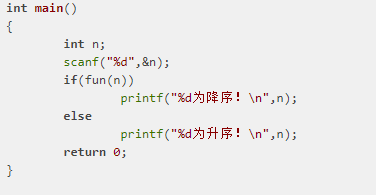 int main()
{
int n;
scanf("%d",&n);
if(fun(n))
printf("%d为降序！\n",n);
else
printf("%d为升序！\n",n);
return 0;
}